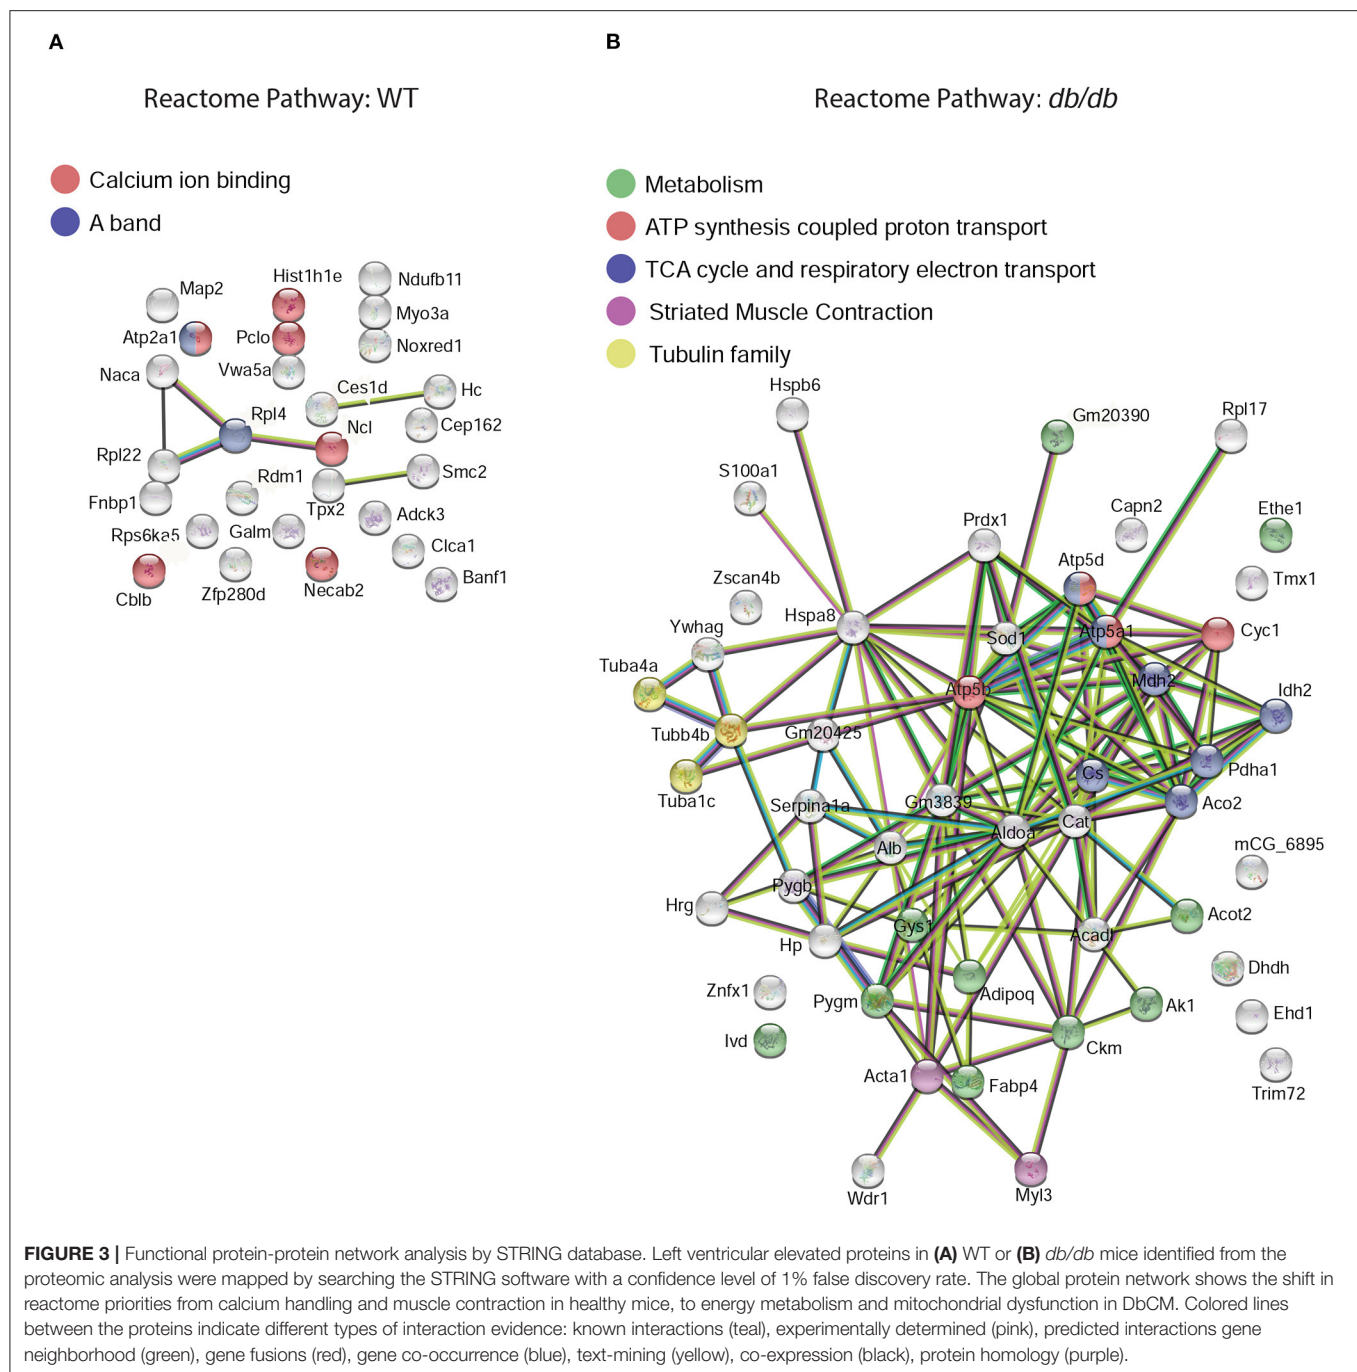 A
Reactome Pathway: WT
Calcium ion binding
A band
Map2
Hist1h1e
Ndufb11
Myo3a
Atp2a1
Pclo
Noxred1
Naca
Vwa5a
Ces1d
Hc
Rpl4
Ncl
Cep162
Rpl22
Rdm1
Smc2
Fnbp1
Tpx2
Rps6ka5
Galm
Adck3
Clca1
Cblb
Zfp280d
Necab2
Banf1
B
Reactome Pathway: db/db
Metabolism
ATP synthesis coupled proton transport
TCA cycle and respiratory electron transport
Striated Muscle Contraction
Tubulin family
Hspb6
Gm20390
Rpl17
S100a1
Prdx1
Capn2
Ethe1
Zscan4b
Atp5d
Tmx1
Hspa8
Ywhag
Sod1
Atp5a1
Cyc1
Tuba4a
Atp5b
Mdh2
Idh2
Tubb4b
Gm20425
Pdha1
Tuba1c
Cs
Serpina1a
Gm3839
Aco2
Aldoa
Cat
Alb
mCG_6895
Pygb
Hrg
Gys1
Acot2
Hp
Acadl
Dhdh
Znfx1
Pygm
Adipoq
Ak1
Ehd1
Ivd
Ckm
Acta1
Fabp4
Trim72
Wdr1
Myl3
FIGURE 3 | Functional protein-protein network analysis by STRING database. Left ventricular elevated proteins in (A) WT or (B) db/db mice identified from the
proteomic analysis were mapped by searching the STRING software with a confidence level of 1% false discovery rate. The global protein network shows the shift in
reactome priorities from calcium handling and muscle contraction in healthy mice, to energy metabolism and mitochondrial dysfunction in DbCM. Colored lines
between the proteins indicate different types of interaction evidence: known interactions (teal), experimentally determined (pink), predicted interactions gene
neighborhood (green), gene fusions (red), gene co-occurrence (blue), text-mining (yellow), co-expression (black), protein homology (purple).